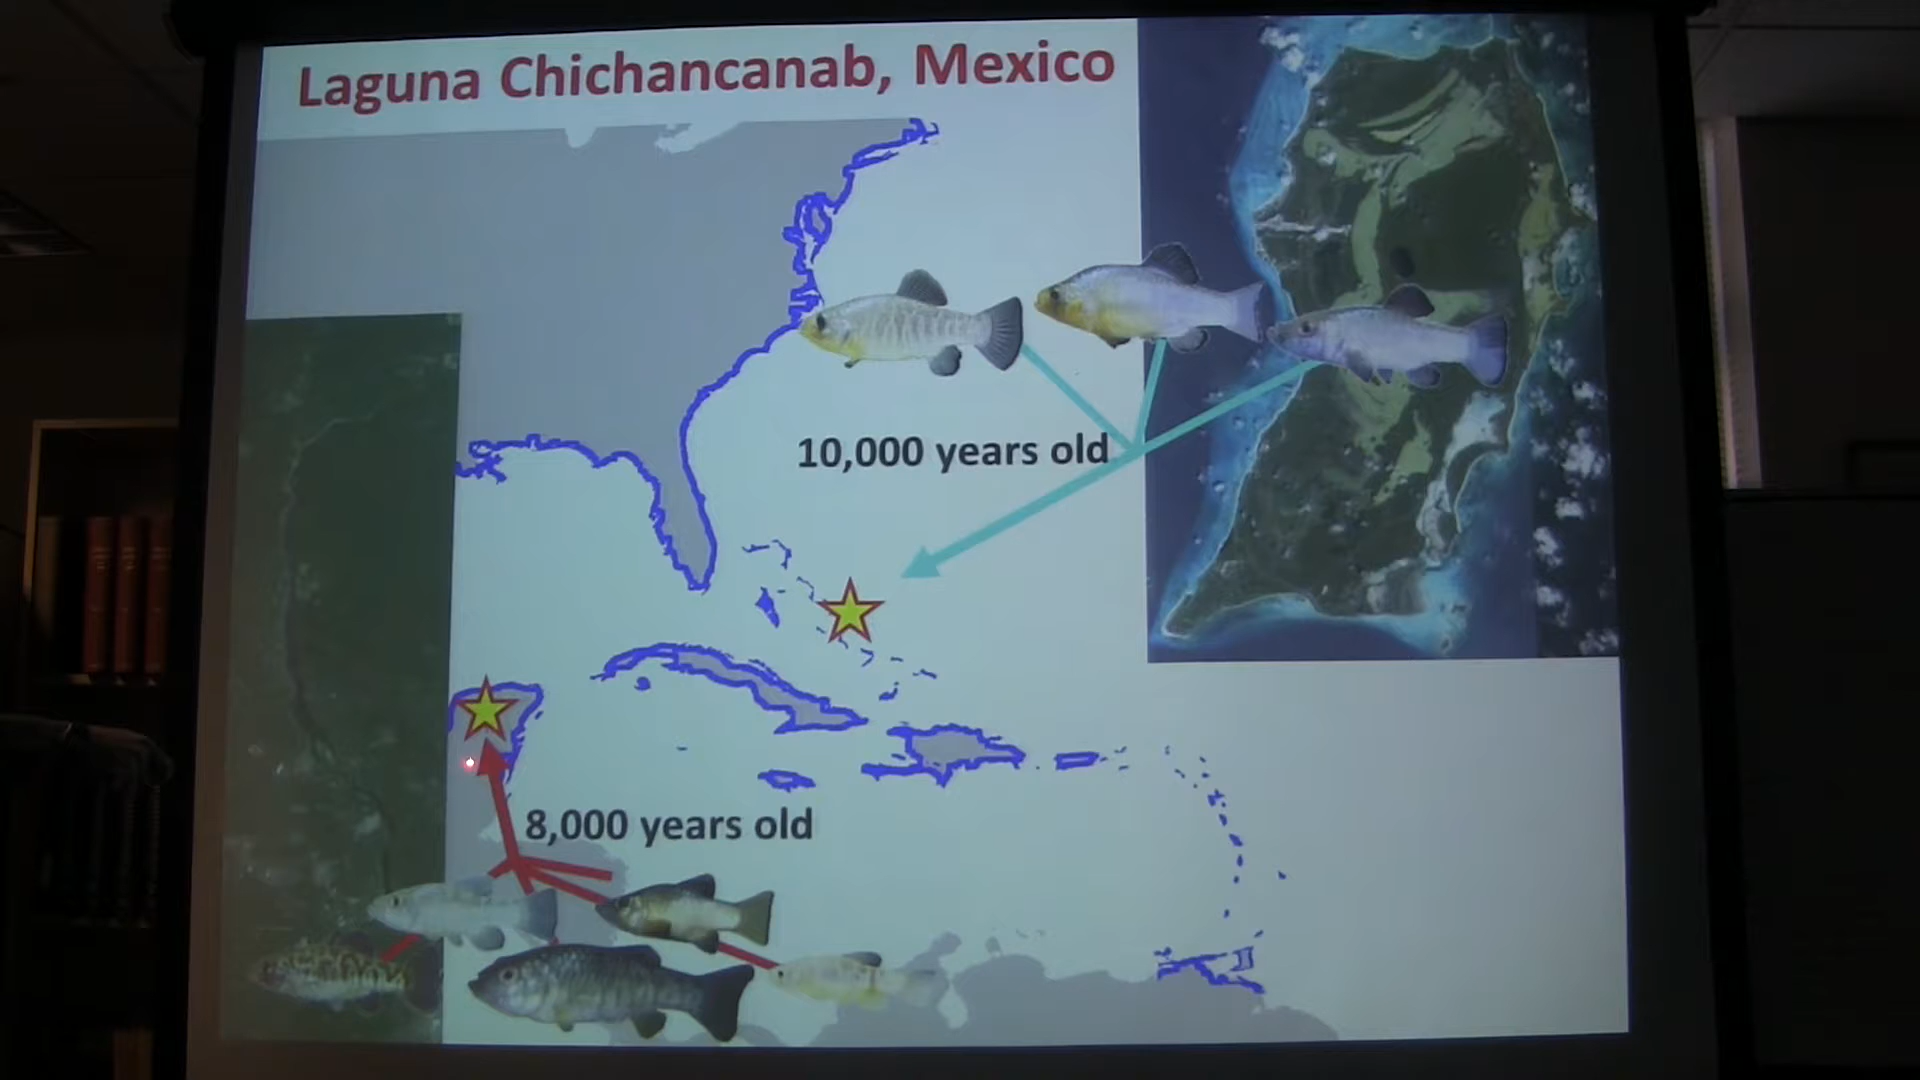 Laguna Chichancanab, Mexico
10,000 years old
8,000 years old